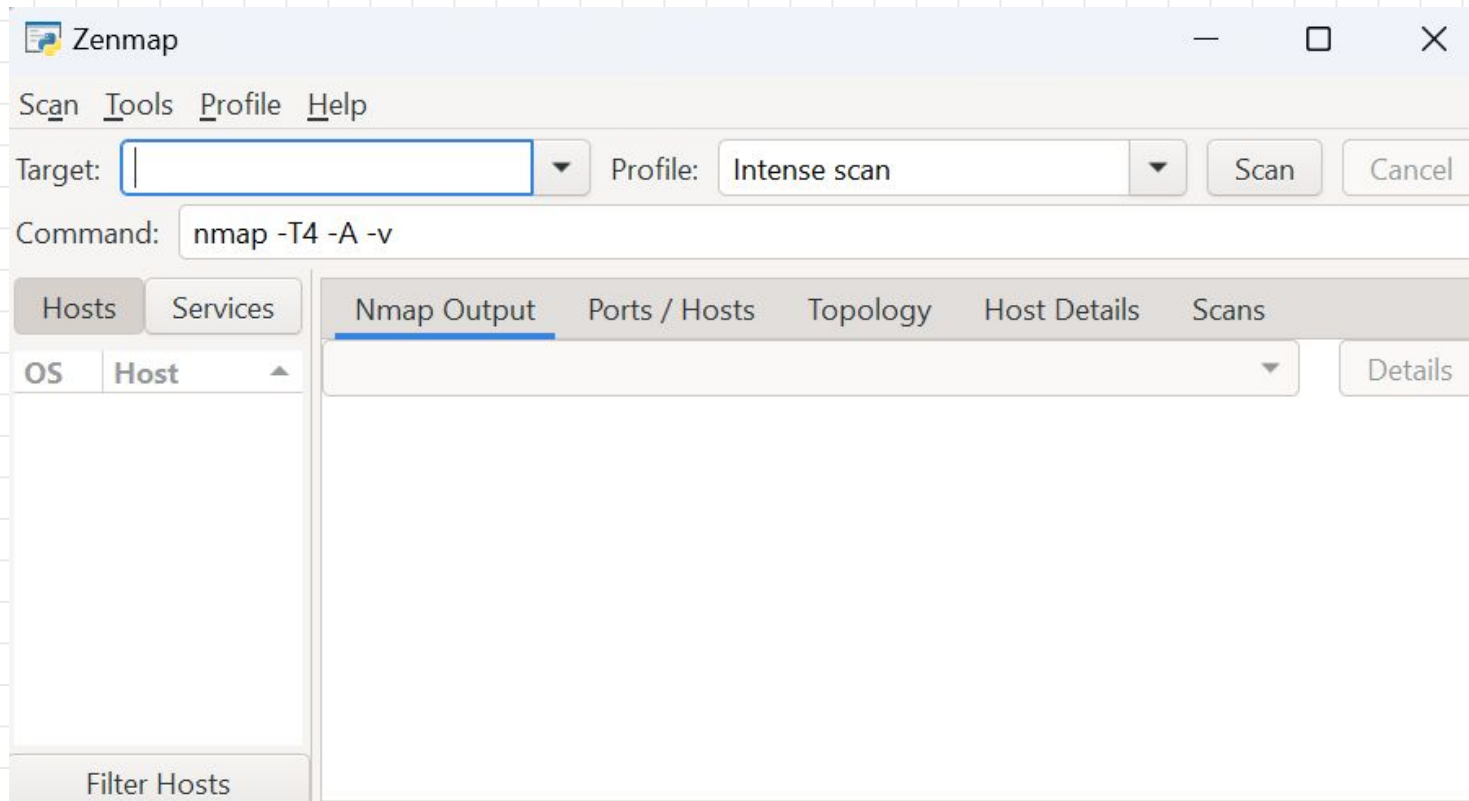 Zenmap
Scan Tools Profile Help
Target: Profile: Intense scan Scan Cancel
Command: nmap -T4 -A -v
Hosts Services Nmap Output Ports / Hosts Topology Host Details Scans
OS Host Details
Filter Hosts